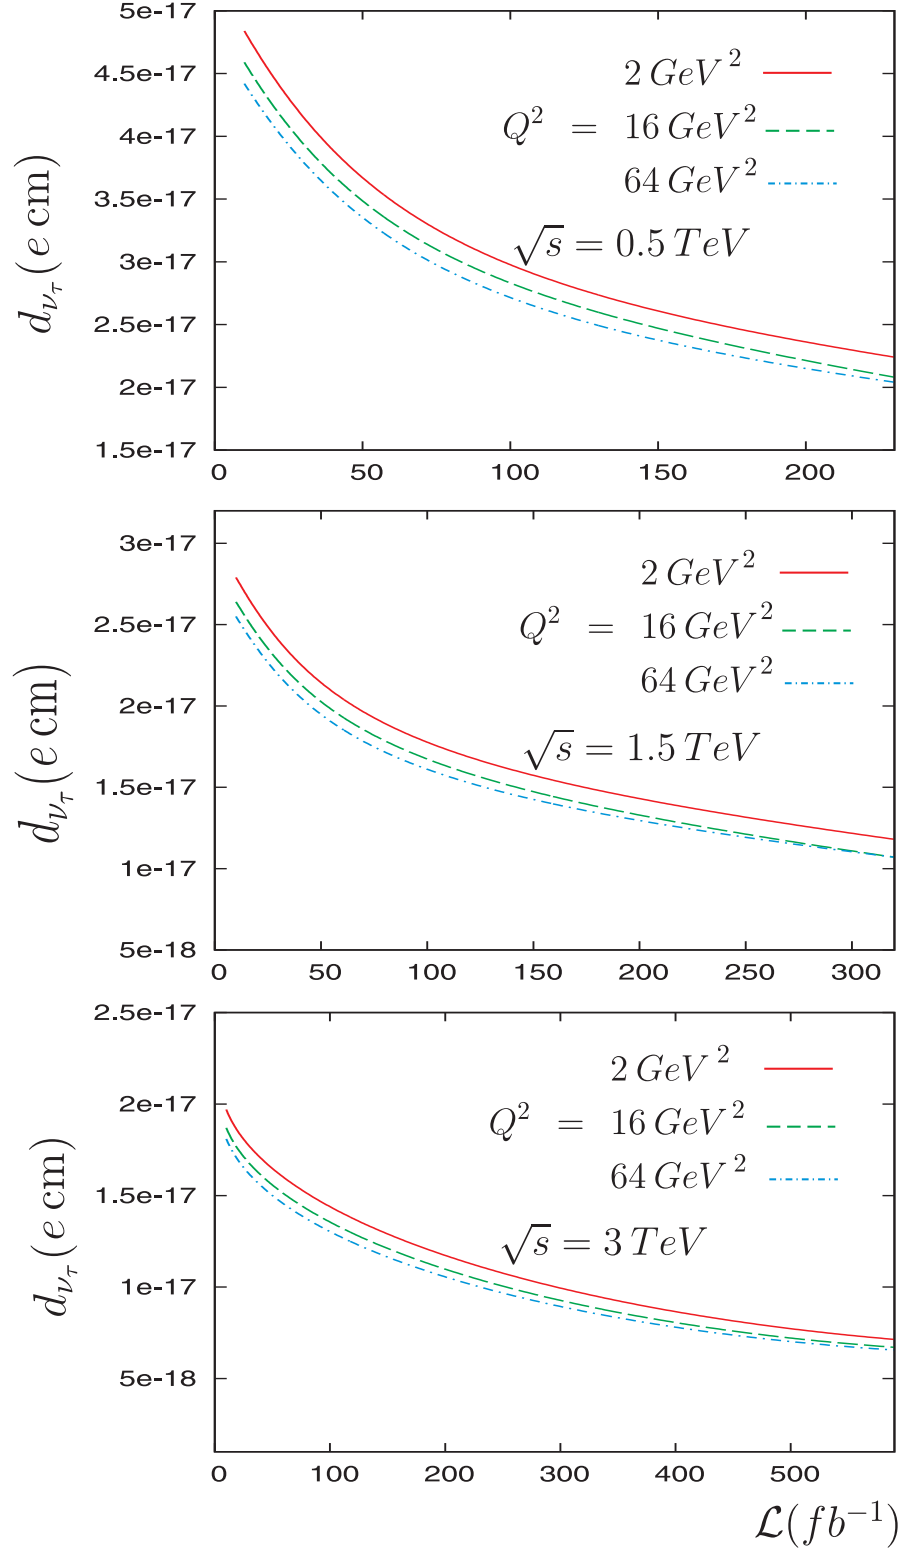 5e-17
4.5e-17
4e-17
3.5e-17
3e-17
2.5e-17
2e-17
1.5e-17
d_{ν_τ}(e cm)
2 GeV^2
Q^2 = 16 GeV^2
64 GeV^2
√s = 0.5 TeV
0 50 100 150 200
3e-17
2.5e-17
2e-17
1.5e-17
1e-17
5e-18
d_{ν_τ}(e cm)
2 GeV^2
Q^2 = 16 GeV^2
64 GeV^2
√s = 1.5 TeV
0 50 100 150 200 250 300
2.5e-17
2e-17
1.5e-17
1e-17
5e-18
d_{ν_τ}(e cm)
2 GeV^2
Q^2 = 16 GeV^2
64 GeV^2
√s = 3 TeV
0 100 200 300 400 500
ℒ(fb^{-1})